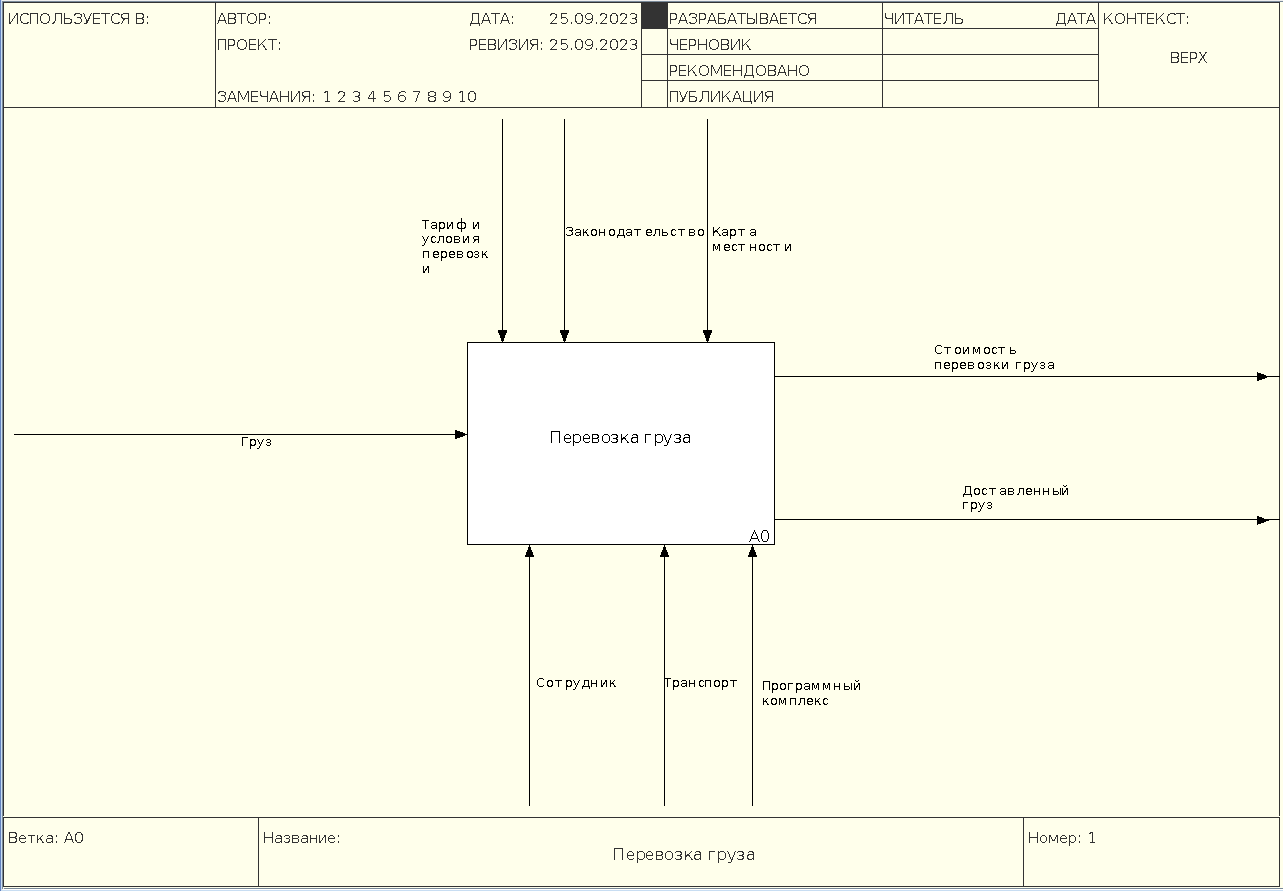 ИСПОЛЬЗУЕТСЯ В:
АВТОР:
ДАТА: 25.09.2023
РАЗРАБАТЫВАЕТСЯ
ЧИТАТЕЛЬ
ДАТА
КОНТЕКСТ:
ПРОЕКТ:
РЕВИЗИЯ: 25.09.2023
ЧЕРНОВИК
ВЕРХ
РЕКОМЕНДОВАНО
ЗАМЕЧАНИЯ: 1 2 3 4 5 6 7 8 9 10
ПУБЛИКАЦИЯ
Тариф и
условия
перевозк
и
Законодательство
Карта
местности
Стоимость
перевозки груза
Груз
Перевозка груза
A0
Доставленный
груз
Сотрудник
Транспорт
Программный
комплекс
Ветка: A0
Название:
Перевозка груза
Номер: 1